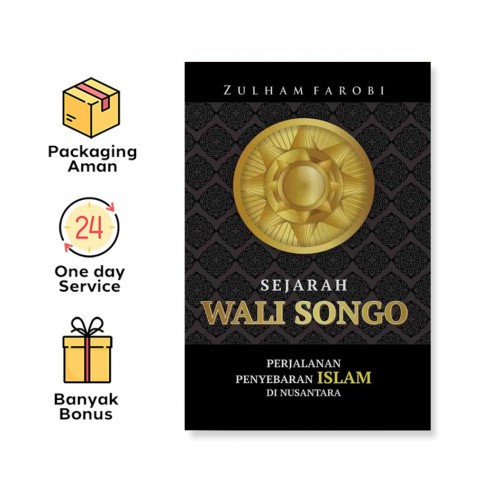 Packaging
Aman
24
One day
Service
Banyak
Bonus
ZULHAM FAROBI
SEJARAH
WALI SONGO
PERJALANAN
PENYEBARAN ISLAM
DI NUSANTARA